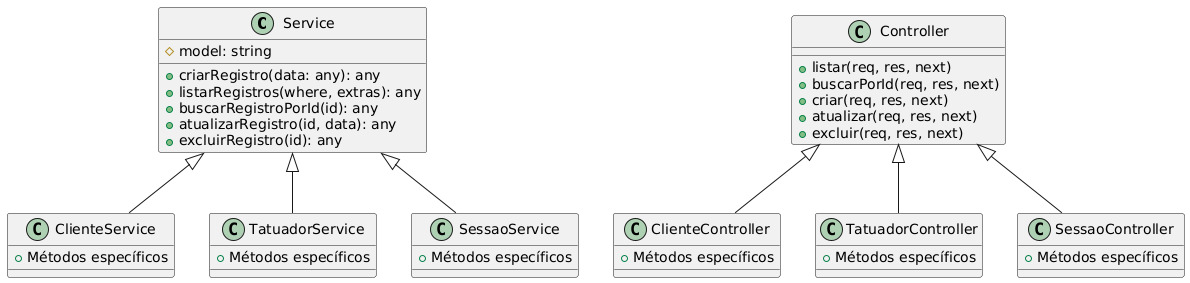 C Service
model: string
criarRegistro(data: any): any
listarRegistros(where, extras): any
buscarRegistroPorId(id): any
atualizarRegistro(id, data): any
excluirRegistro(id): any
C Controller
listar(req, res, next)
buscarPorId(req, res, next)
criar(req, res, next)
atualizar(req, res, next)
excluir(req, res, next)
C ClienteService
Métodos específicos
C TatuadorService
Métodos específicos
C SessaoService
Métodos específicos
C ClienteController
Métodos específicos
C TatuadorController
Métodos específicos
C SessaoController
Métodos específicos